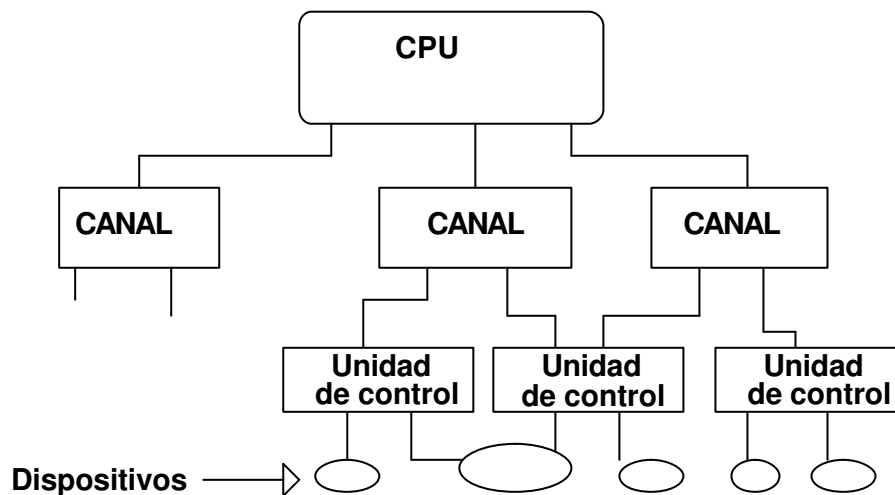 CPU
CANAL
CANAL
CANAL
Unidad
de control
Unidad
de control
Unidad
de control
Dispositivos